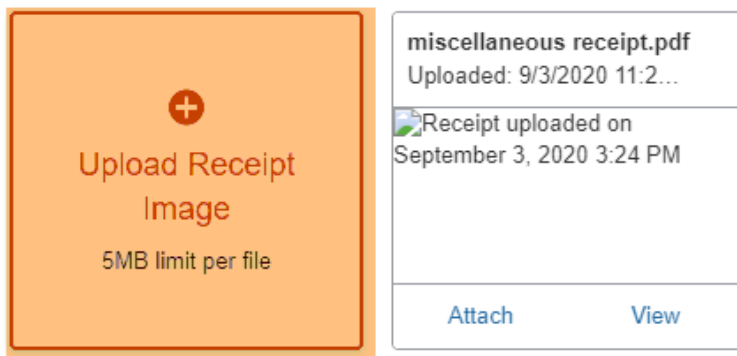 Upload Receipt
Image
5MB limit per file
miscellaneous receipt.pdf
Uploaded: 9/3/2020 11:2...
Receipt uploaded on
September 3, 2020 3:24 PM
Attach
View